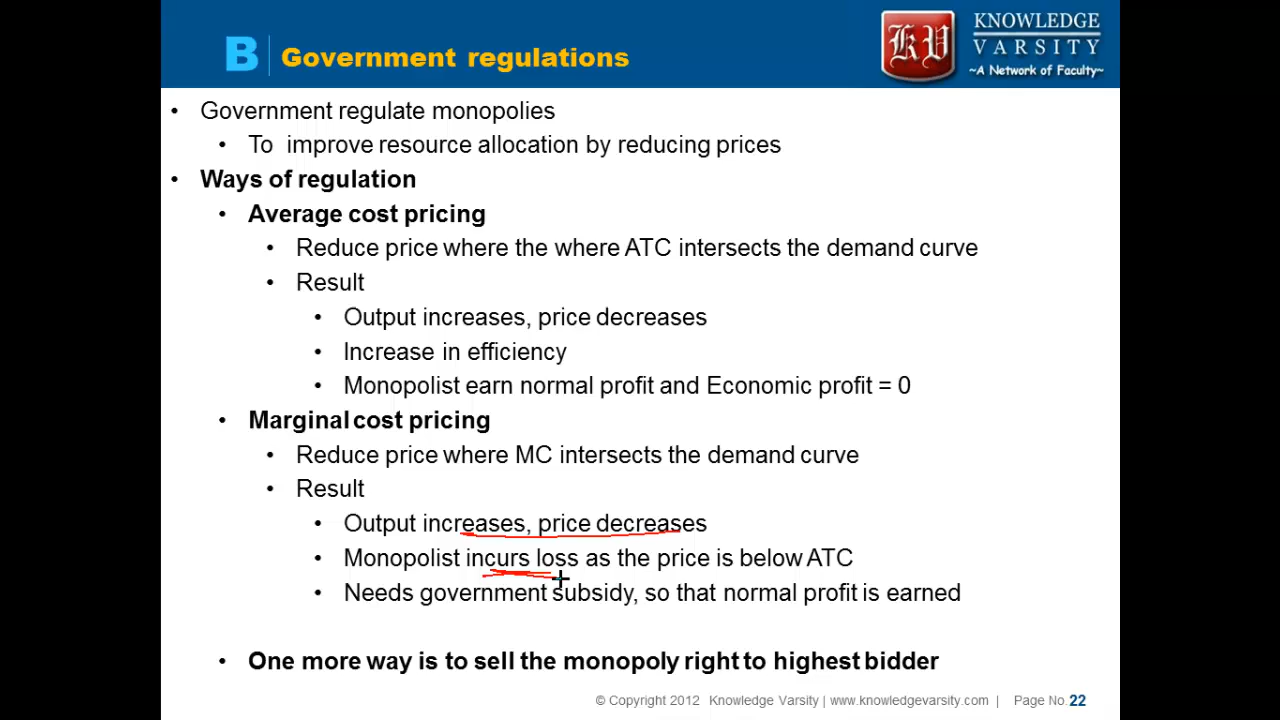 B Government regulations
KV
KNOWLEDGE
VARSITY
~A Network of Faculty~
• Government regulate monopolies
• To improve resource allocation by reducing prices
• Ways of regulation
• Average cost pricing
• Reduce price where the where ATC intersects the demand curve
• Result
• Output increases, price decreases
• Increase in efficiency
• Monopolist earn normal profit and Economic profit = 0
• Marginal cost pricing
• Reduce price where MC intersects the demand curve
• Result
• Output increases, price decreases
• Monopolist incurs loss as the price is below ATC
• Needs government subsidy, so that normal profit is earned
• One more way is to sell the monopoly right to highest bidder
© Copyright 2012 Knowledge Varsity | www.knowledgevarsity.com | Page No. 22